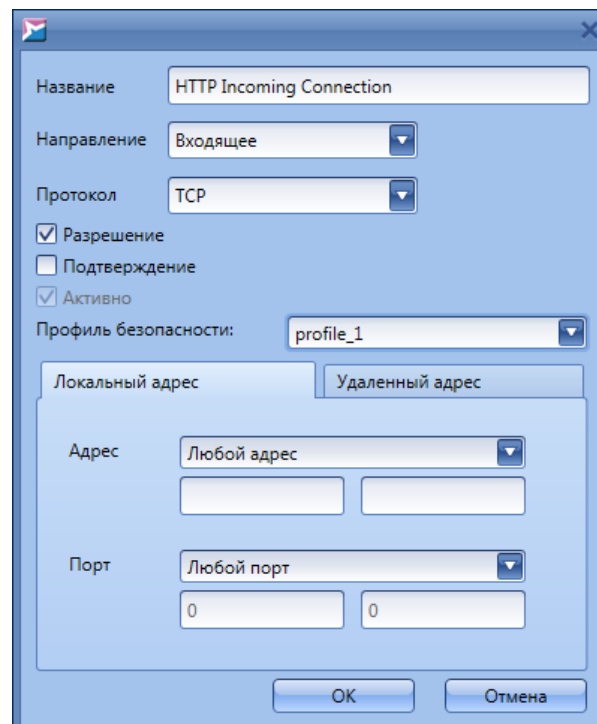 Название HTTP Incoming Connection
Направление Входящее
Протокол TCP
Разрешение
Подтверждение
Активно
Профиль безопасности: profile_1
Локальный адрес Удаленный адрес
Адрес Любой адрес
Порт Любой порт
0 0
OK Отмена